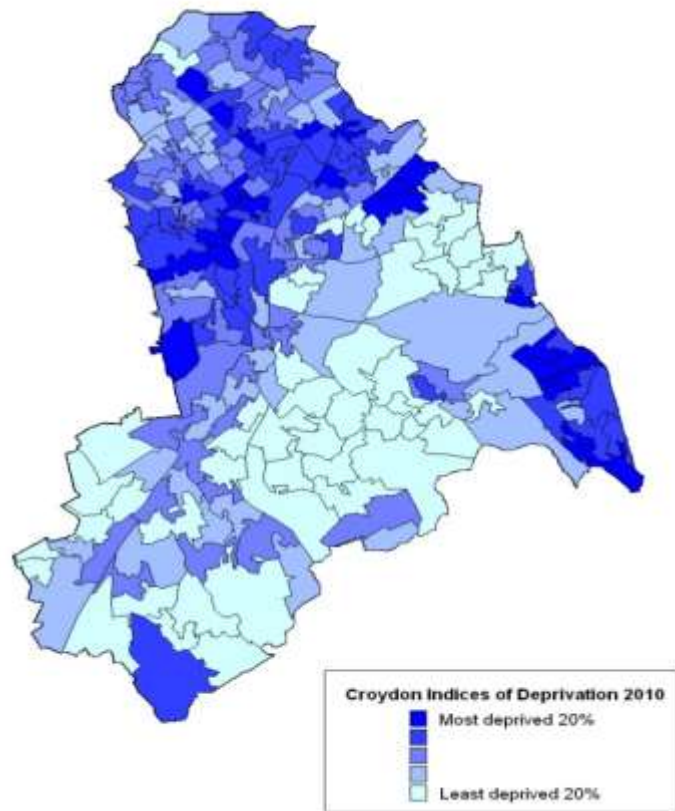 Croydon Indices of Deprivation 2010
Most deprived 20%
Least deprived 20%